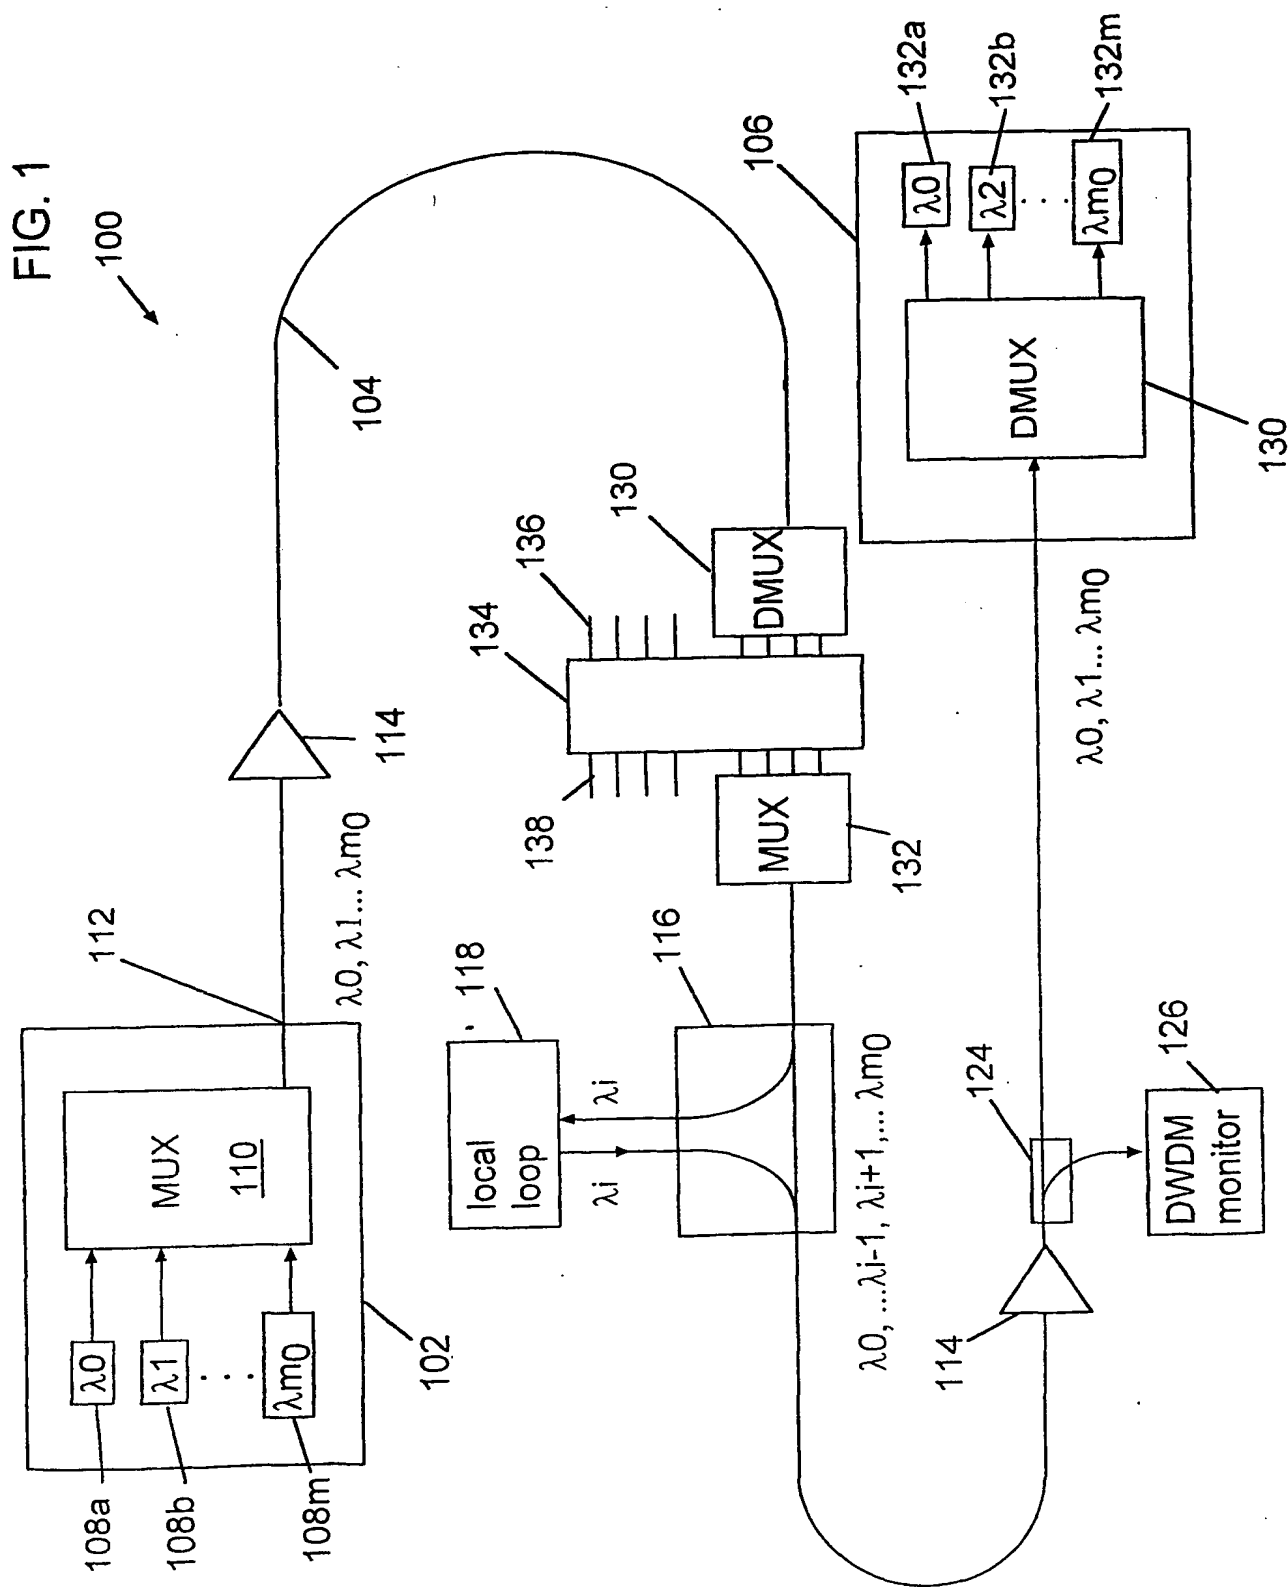 FIG. 1
100
108a
108b
108m
λ0
λ1
. . . .
λm0
MUX
110
102
112
λ0, λ1... λm0
114
104
118
local
loop
λi
λi
116
138
136
134
MUX
132
DMUX
130
λ0, ...λi-1, λi+1,... λm0
114
124
DWDM
monitor
126
λ0, λ1... λm0
106
DMUX
130
λ0
λ2
. . . .
λm0
132a
132b
132m